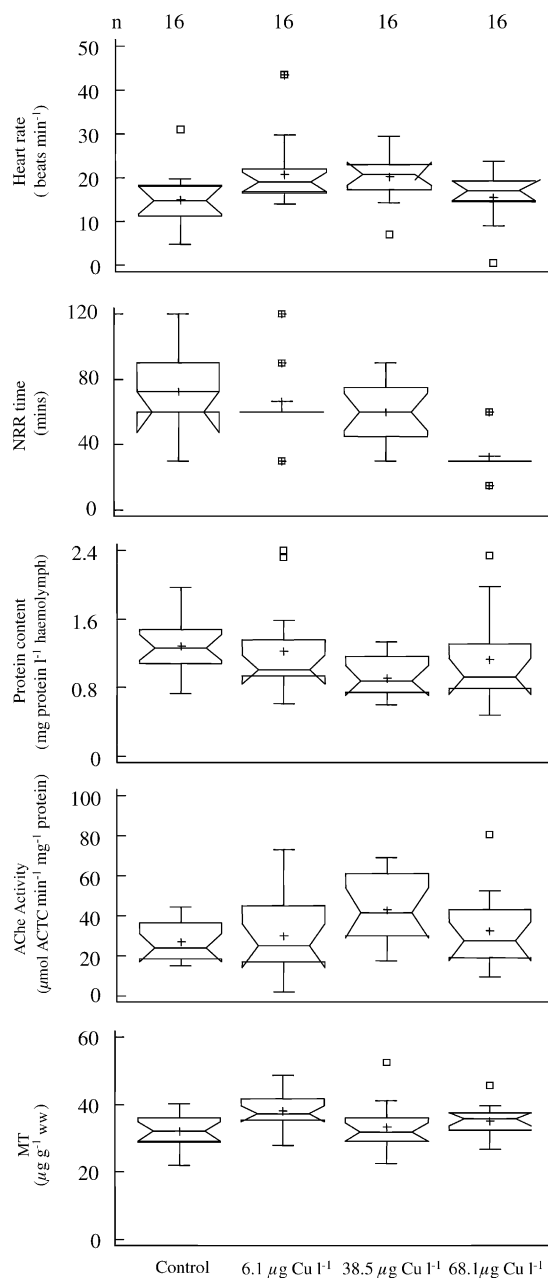 n 16 16 16 16
50
40
30
20
10
0
Heart rate
( beats min⁻¹)
120
80
40
0
NRR time
(mins)
2.4
1.6
0.8
0
Protein content
(mg protein l⁻¹ haemolymph)
100
80
60
40
20
0
AChe Activity
(µmol ACTC min⁻¹ mg⁻¹ protein)
60
40
20
0
MT
(µg g⁻¹ ww)
Control 6.1 µg Cu l⁻¹ 38.5 µg Cu l⁻¹ 68.1µg Cu l⁻¹